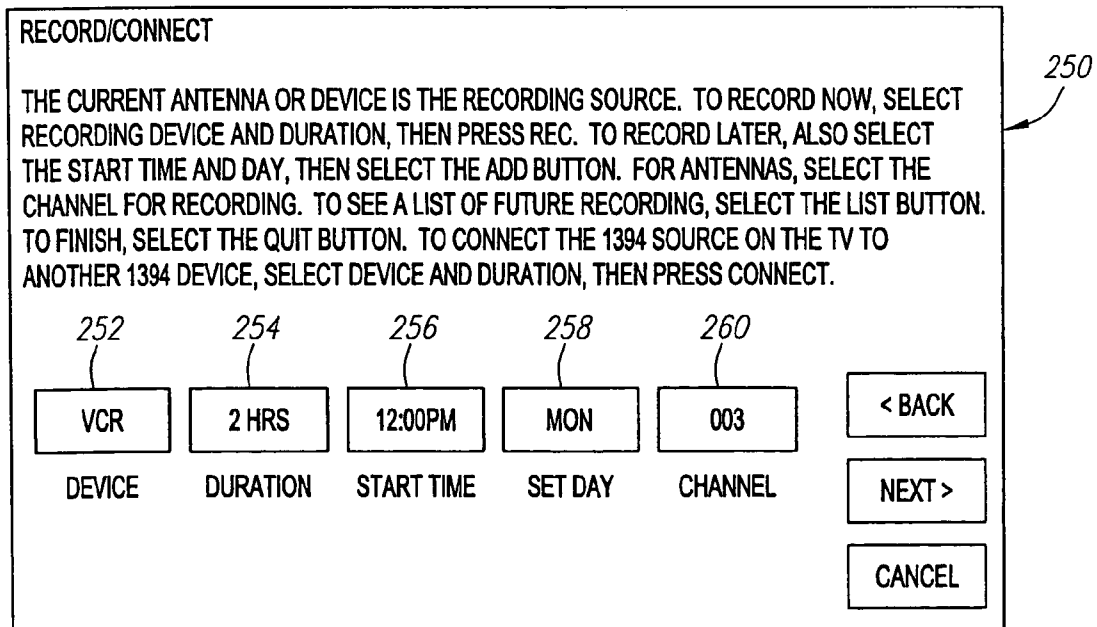 RECORD/CONNECT
250
THE CURRENT ANTENNA OR DEVICE IS THE RECORDING SOURCE. TO RECORD NOW, SELECT
RECORDING DEVICE AND DURATION, THEN PRESS REC. TO RECORD LATER, ALSO SELECT
THE START TIME AND DAY, THEN SELECT THE ADD BUTTON. FOR ANTENNAS, SELECT THE
CHANNEL FOR RECORDING. TO SEE A LIST OF FUTURE RECORDING, SELECT THE LIST BUTTON.
TO FINISH, SELECT THE QUIT BUTTON. TO CONNECT THE 1394 SOURCE ON THE TV TO
ANOTHER 1394 DEVICE, SELECT DEVICE AND DURATION, THEN PRESS CONNECT.
252 254 256 258 260
VCR 2 HRS 12:00PM MON 003
DEVICE DURATION START TIME SET DAY CHANNEL
< BACK
NEXT >
CANCEL